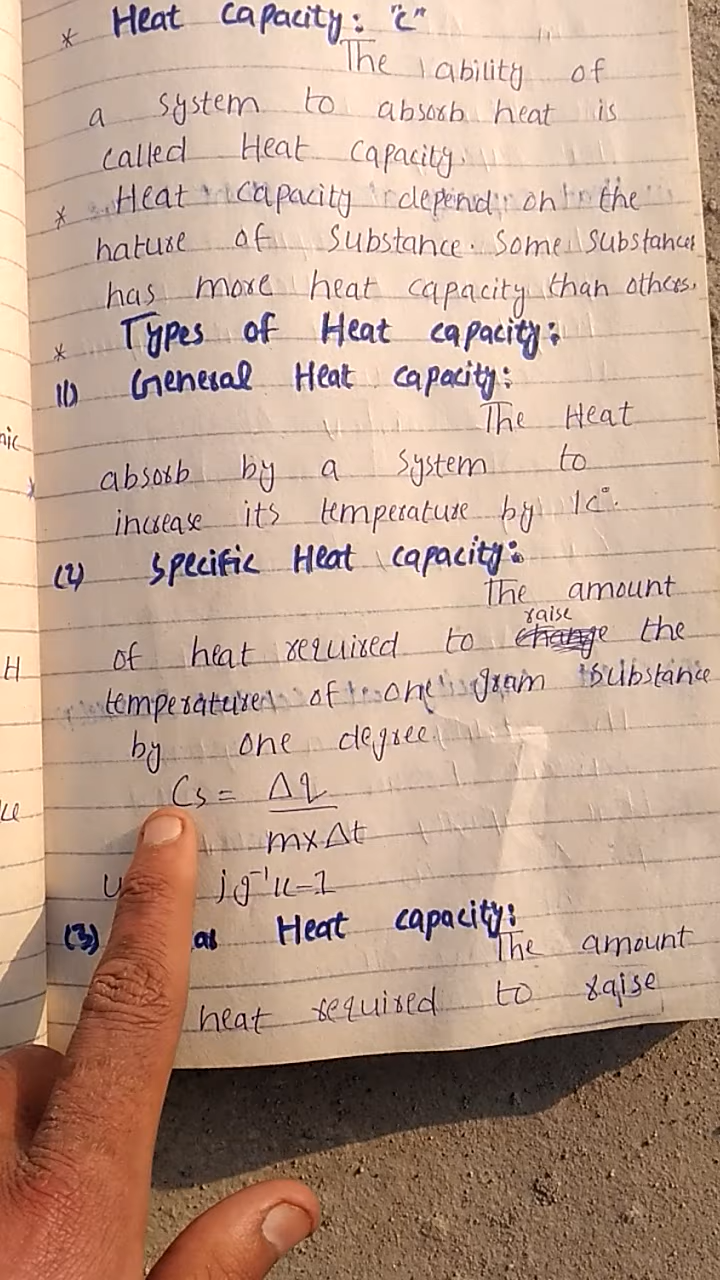 * Heat capacity: "c"
The ability of
a system to absorb heat is
called Heat capacity.
* Heat capacity depend on the
nature of substance. Some substances
has more heat capacity than others.
* Types of Heat capacity:
(1) General Heat capacity:
The Heat
absorb by a system to
increase its temperature by 1c°.
(2) Specific Heat capacity:
The amount
raise
of heat required to change the
temperature of one gram substance
by one degree.
Cs = Δq
m×Δt
jg⁻¹k-1
(3) Heat capacity:
The amount
heat required to raise
nic
H